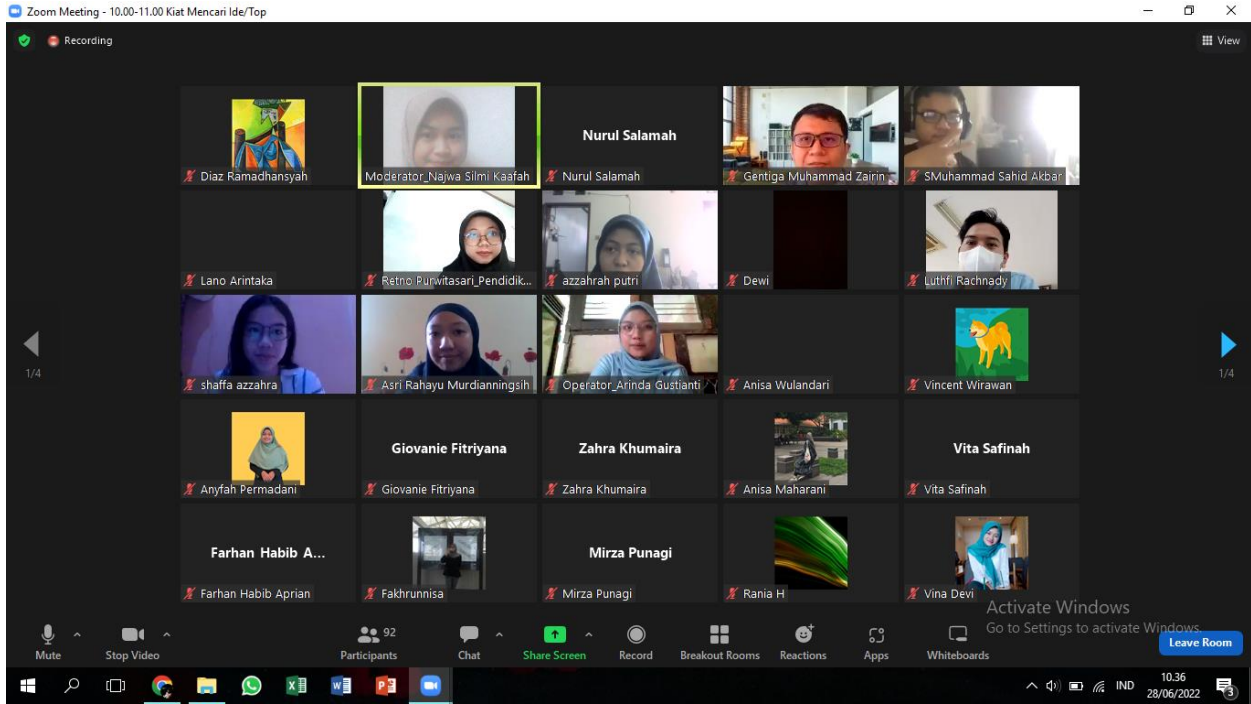 Zoom Meeting - 10.00-11.00 Kiat Mencari Ide/Top
Recording
View
Diaz Ramadhansyah
Moderator_Najwa Silmi Kaafah
Nurul Salamah
Nurul Salamah
Gentiga Muhammad Zairin
SMuhammad Sahid Akbar
Lano Arintaka
Retno Purwitasari_Pendidik...
azzahrah putri
Dewi
Luthfi Rachnady
1/4
shaffa azzahra
Asri Rahayu Murdianningsih
Operator_Arinda Gustianti
Anisa Wulandari
Vincent Wirawan
1/4
Anyfah Permadani
Giovanie Fitriyana
Giovanie Fitriyana
Zahra Khumaira
Zahra Khumaira
Anisa Maharani
Vita Safinah
Vita Safinah
Farhan Habib A...
Farhan Habib Aprian
Fakhrunnisa
Mirza Punagi
Mirza Punagi
Rania H
Vina Devi
Activate Windows
Go to Settings to activate Windows.
Mute
Stop Video
92
Participants
Chat
Share Screen
Record
Breakout Rooms
Reactions
Apps
Whiteboards
Leave Room
IND
10.36
28/06/2022
3